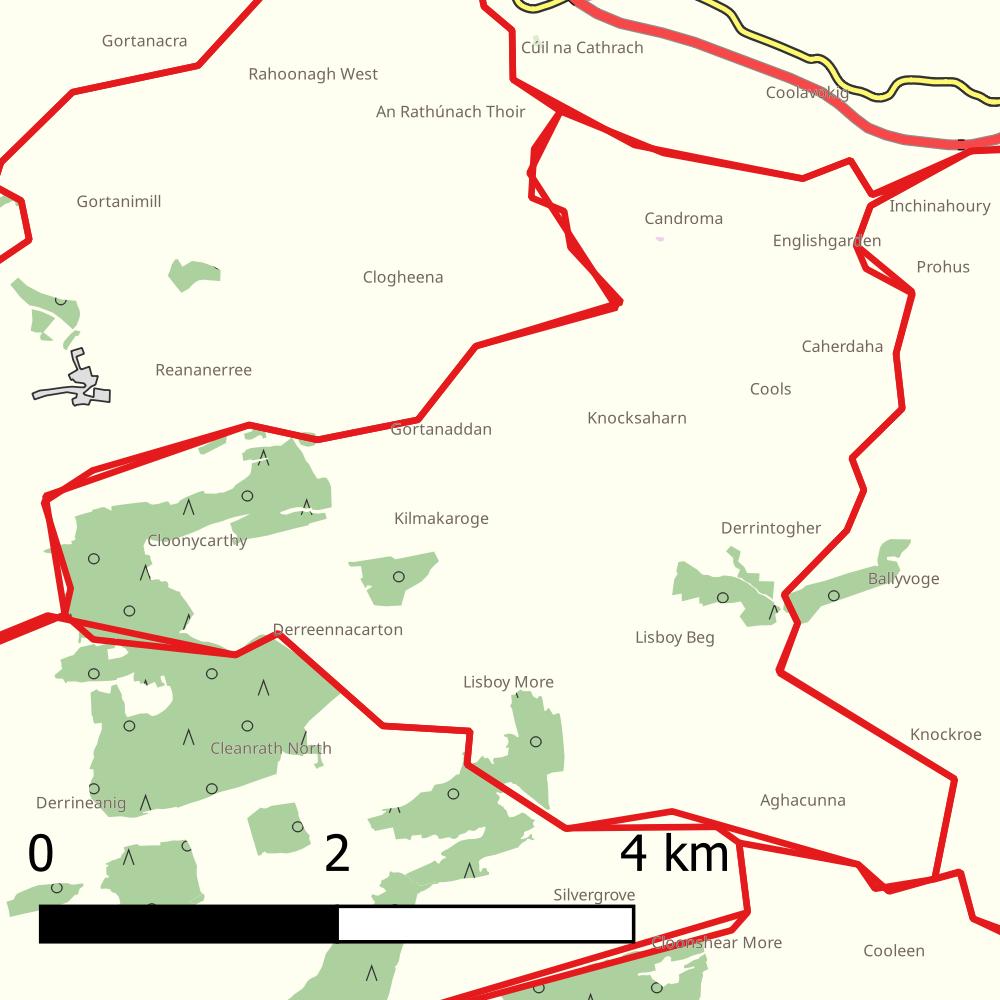 Gortanacra
Cúil na Cathrach
Rahoonagh West
Coolavokig
An Rathúnach Thoir
Gortanimill
Inchinahoury
Candroma
Englishgarden
Prohus
Clogheena
Caherdaha
Reananerree
Cools
Knocksaharn
Gortanaddan
Kilmakaroge
Derrintogher
Cloonycarthy
Ballyvoge
Derreennacarton
Lisboy Beg
Lisboy More
Knockroe
Cleanrath North
Derrineanig
Aghacunna
0 2 4 km
Silvergrove
Cloonshear More
Cooleen